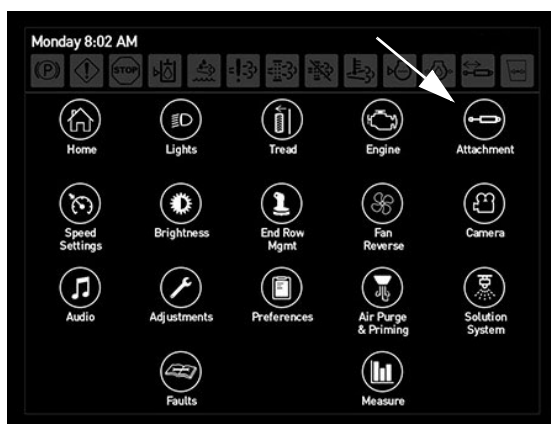 Monday 8:02 AM
P
STOP
Home
Lights
Tread
Engine
Attachment
Speed
Settings
Brightness
End Row
Mgmt
Fan
Reverse
Camera
Audio
Adjustments
Preferences
Air Purge
& Priming
Solution
System
Faults
Measure